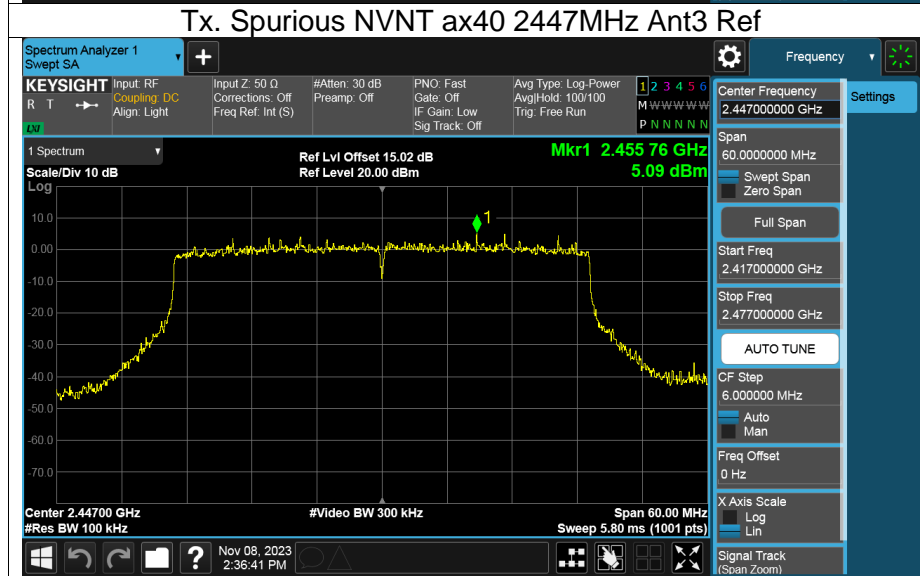 Tx. Spurious NVNT ax40 2447MHz Ant3 Ref
Spectrum Analyzer 1
Swept SA
+
Frequency
KEYSIGHT
R T
LXI
Input: RF
Coupling: DC
Align: Light
Input Z: 50 Ω
Corrections: Off
Freq Ref: Int (S)
#Atten: 30 dB
Preamp: Off
PNO: Fast
Gate: Off
IF Gain: Low
Sig Track: Off
Avg Type: Log-Power
Avg|Hold: 100/100
Trig: Free Run
1 2 3 4 5 6
M W W W W W
P N N N N N
Center Frequency
2.447000000 GHz
Settings
1 Spectrum
Scale/Div 10 dB
Log
Ref Lvl Offset 15.02 dB
Ref Level 20.00 dBm
Mkr1 2.455 76 GHz
5.09 dBm
Span
60.0000000 MHz
Swept Span
Zero Span
Full Span
Start Freq
2.417000000 GHz
Stop Freq
2.477000000 GHz
AUTO TUNE
CF Step
6.000000 MHz
Auto
Man
Freq Offset
0 Hz
X Axis Scale
Log
Lin
Signal Track
(Span Zoom)
1
10.0
0.00
-10.0
-20.0
-30.0
-40.0
-50.0
-60.0
-70.0
Center 2.44700 GHz
#Res BW 100 kHz
#Video BW 300 kHz
Span 60.00 MHz
Sweep 5.80 ms (1001 pts)
?
Nov 08, 2023
2:36:41 PM